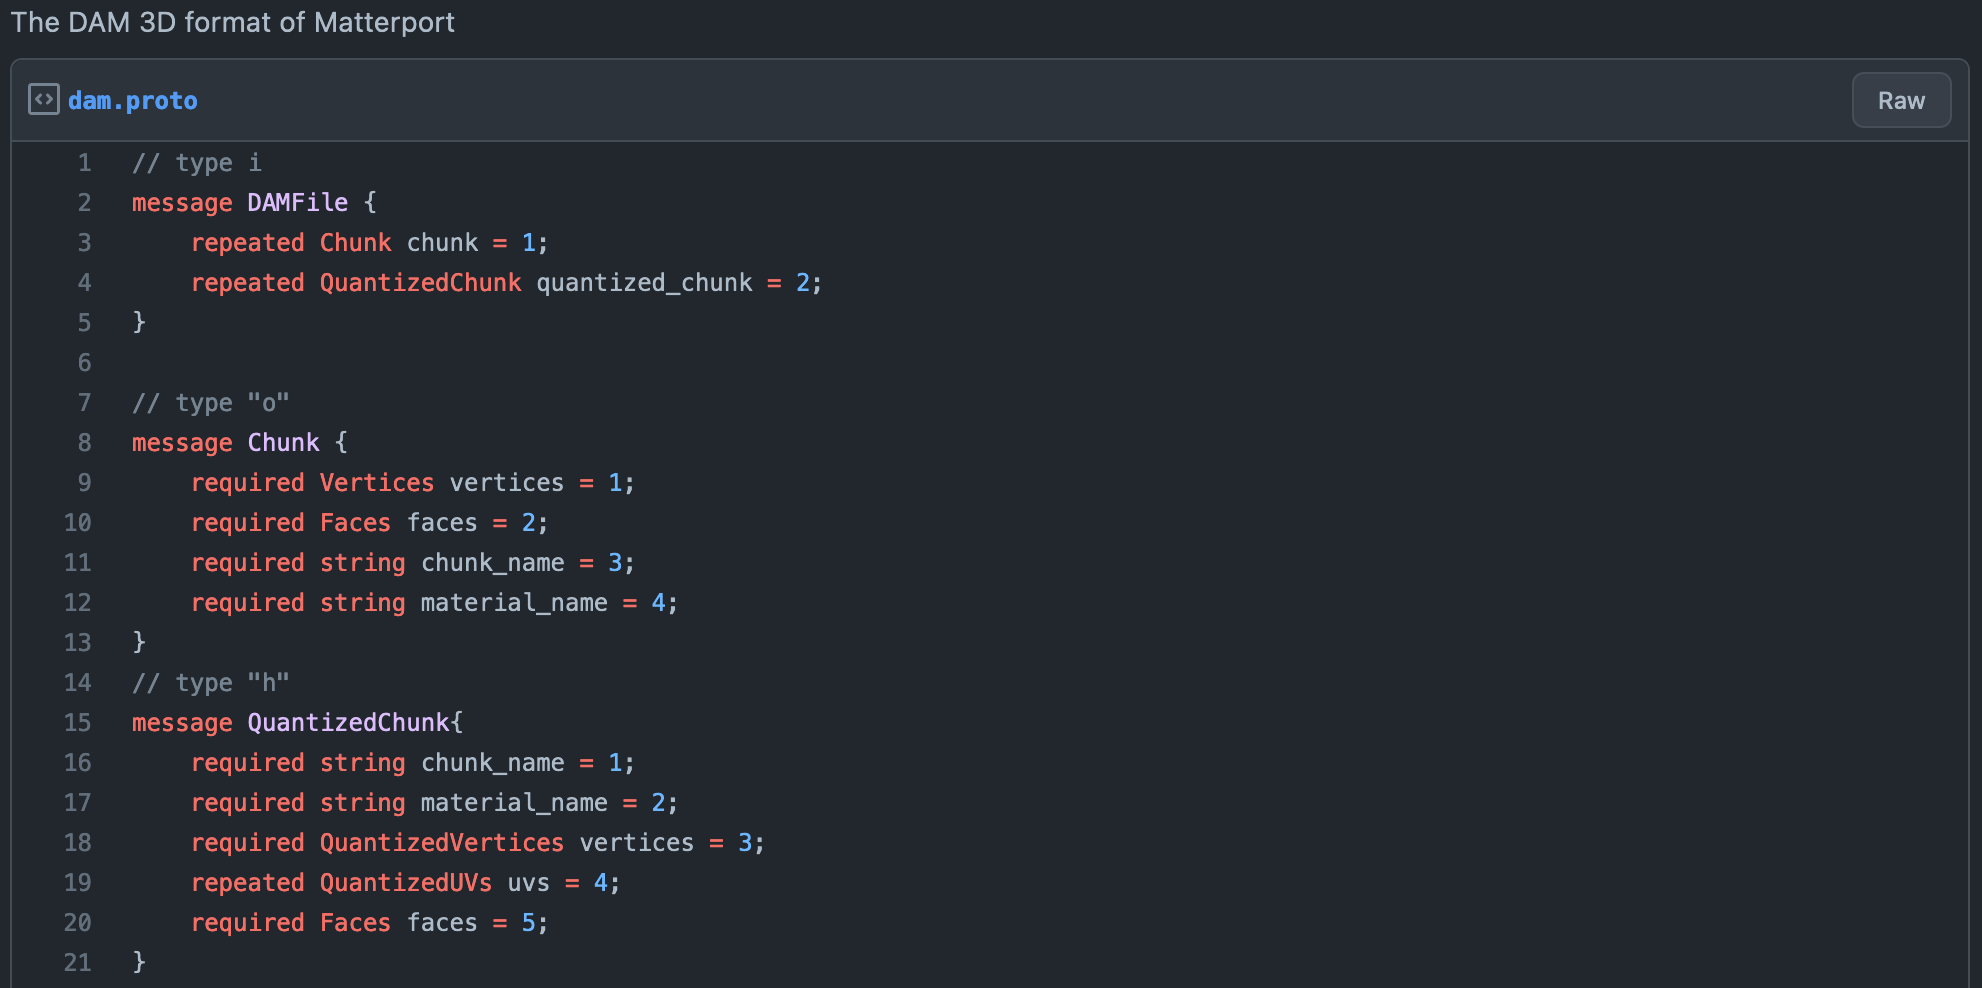 The DAM 3D format of Matterport
<> dam.proto Raw
1 // type i
2 message DAMFile {
3     repeated Chunk chunk = 1;
4     repeated QuantizedChunk quantized_chunk = 2;
5 }
6
7 // type "o"
8 message Chunk {
9     required Vertices vertices = 1;
10     required Faces faces = 2;
11     required string chunk_name = 3;
12     required string material_name = 4;
13 }
14 // type "h"
15 message QuantizedChunk{
16     required string chunk_name = 1;
17     required string material_name = 2;
18     required QuantizedVertices vertices = 3;
19     repeated QuantizedUVs uvs = 4;
20     required Faces faces = 5;
21 }